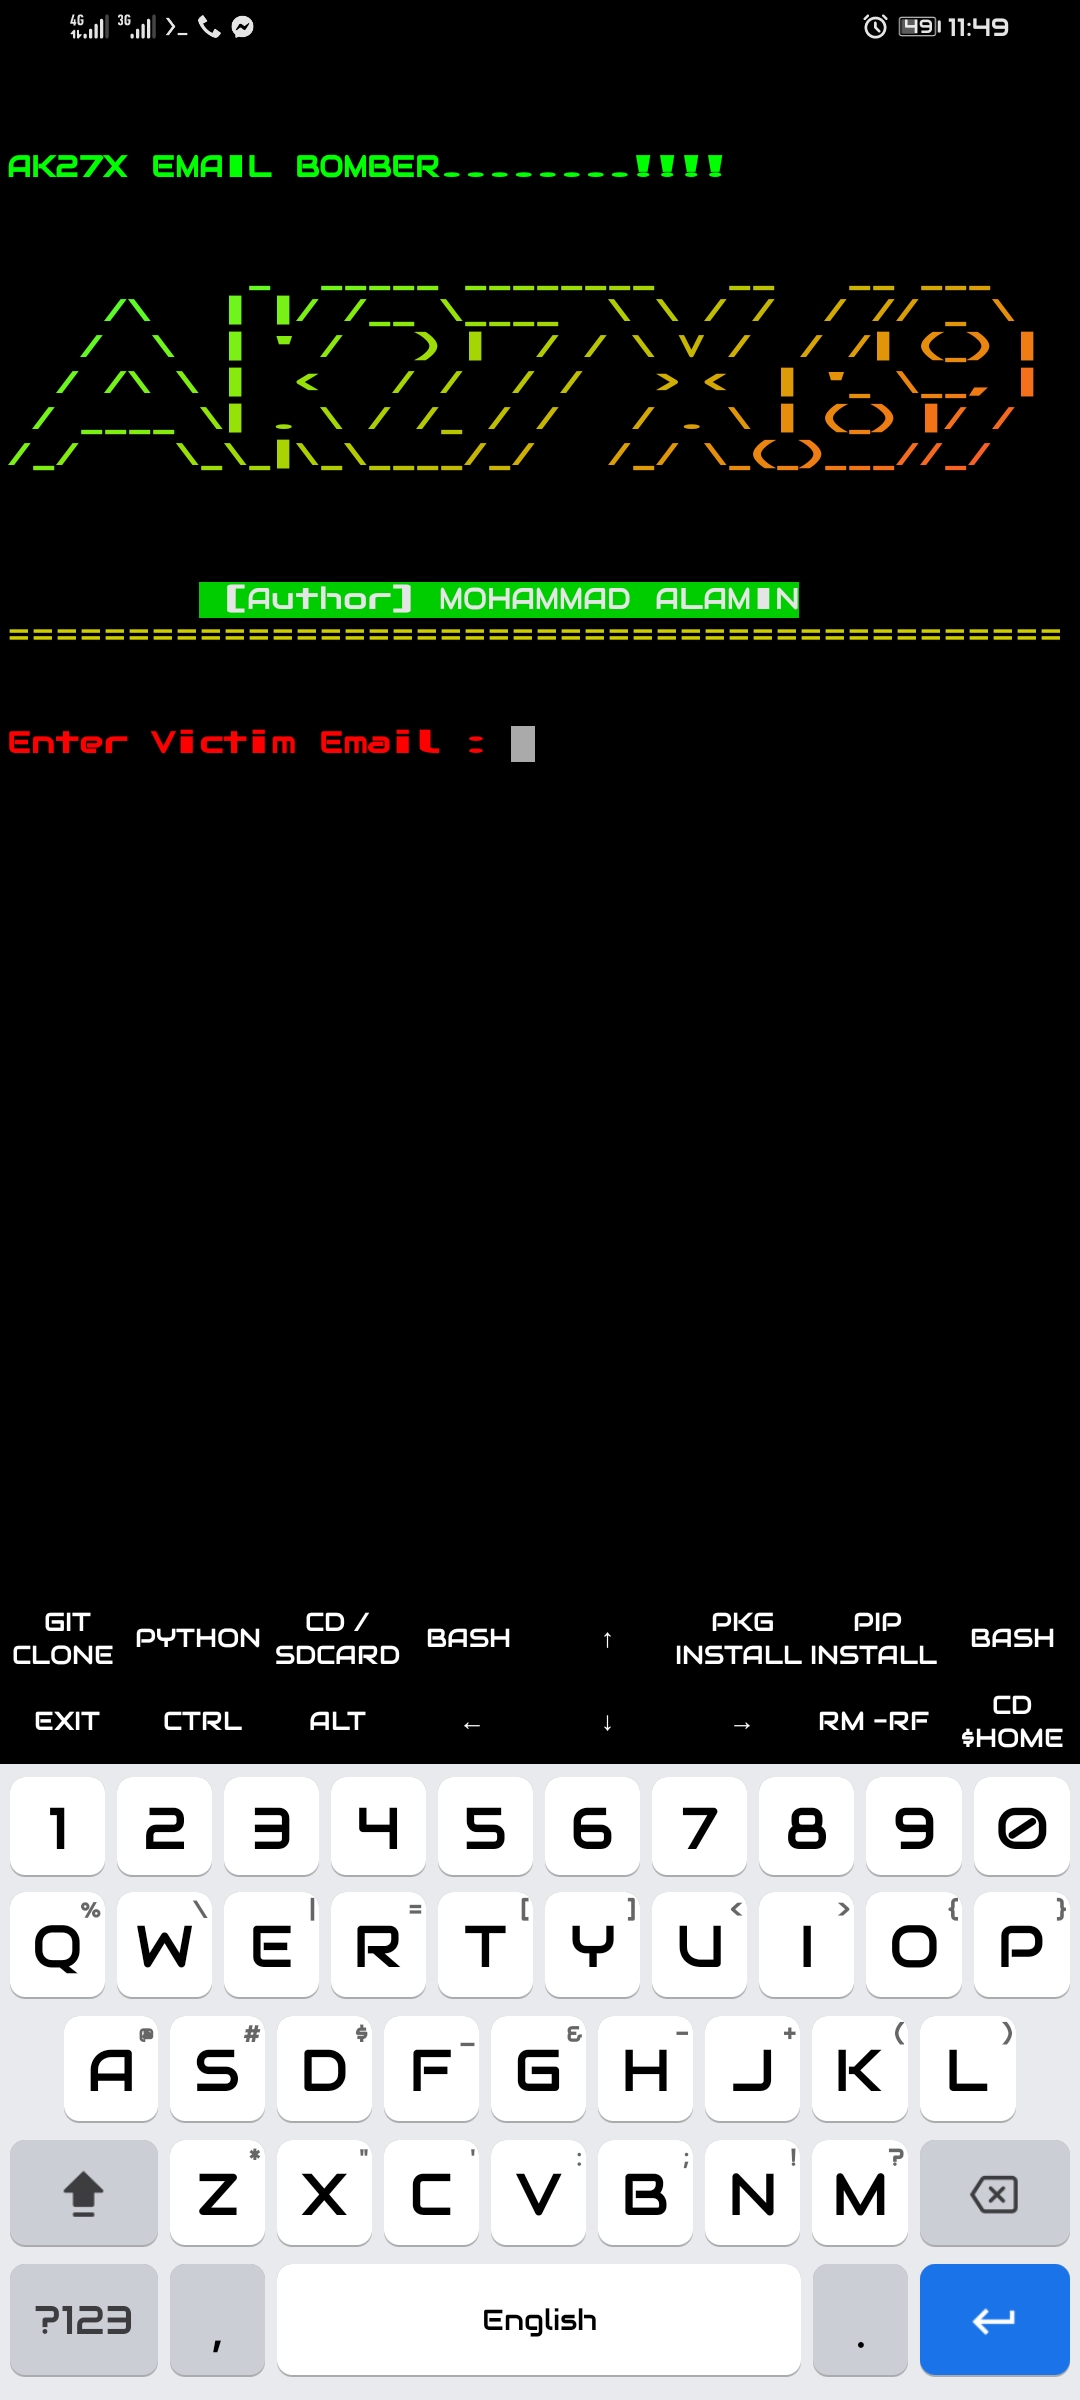 4G 3G 49 11:49
AK27X EMAIL BOMBER........!!!!
AK27X69
[Author] MOHAMMAD ALAMIN
============================================
Enter Victim Email :
GIT CLONE PYTHON CD / SDCARD BASH ↑ PKG INSTALL PIP INSTALL BASH
EXIT CTRL ALT ← ↓ → RM -RF CD $HOME
1 2 3 4 5 6 7 8 9 0
% \ | = [ ] < > { }
Q W E R T Y U I O P
@ # $ _ & - + ( )
A S D F G H J K L
* " ' : ; ! ?
Z X C V B N M
?123 , English .